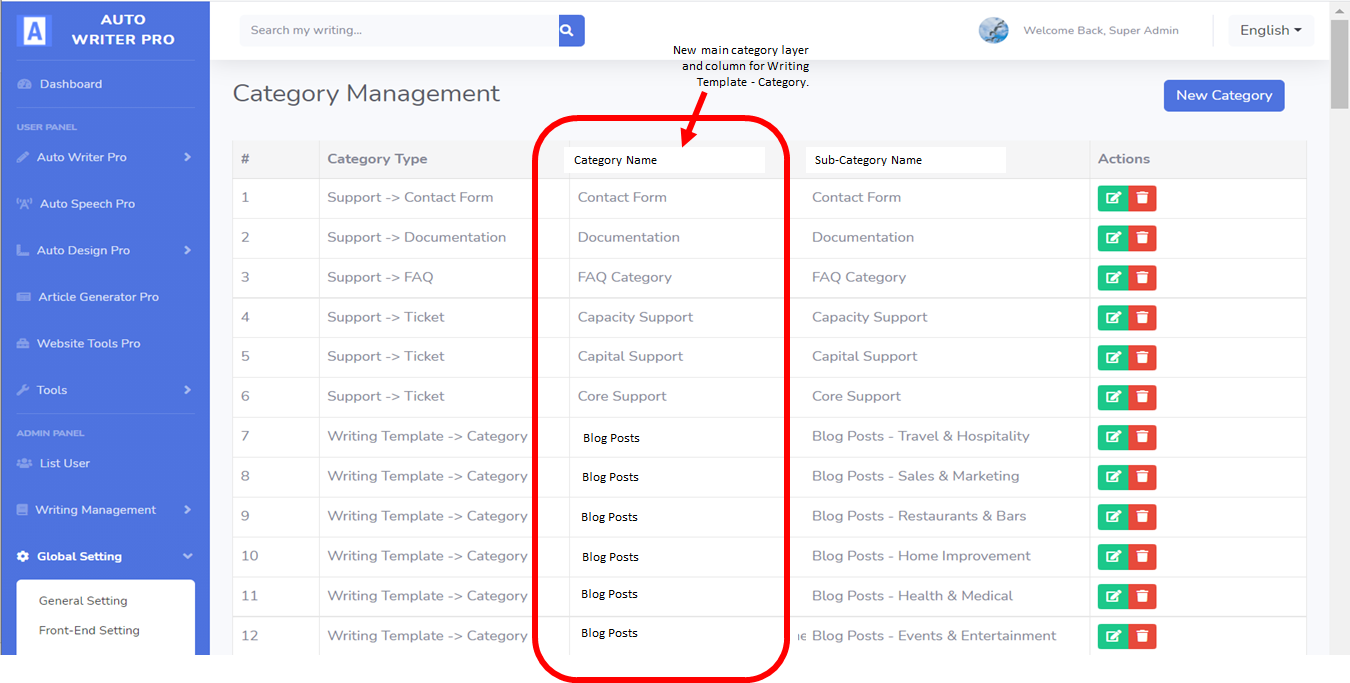 A
AUTO
WRITER PRO
Search my writing...
Welcome Back, Super Admin
English
New main category layer
and column for Writing
Template - Category.
Dashboard
Category Management
New Category
USER PANEL
Auto Writer Pro
Auto Speech Pro
Auto Design Pro
Article Generator Pro
Website Tools Pro
Tools
ADMIN PANEL
List User
Writing Management
Global Setting
General Setting
Front-End Setting
# Category Type Category Name Sub-Category Name Actions
1 Support -> Contact Form Contact Form Contact Form
2 Support -> Documentation Documentation Documentation
3 Support -> FAQ FAQ Category FAQ Category
4 Support -> Ticket Capacity Support Capacity Support
5 Support -> Ticket Capital Support Capital Support
6 Support -> Ticket Core Support Core Support
7 Writing Template -> Category Blog Posts Blog Posts - Travel & Hospitality
8 Writing Template -> Category Blog Posts Blog Posts - Sales & Marketing
9 Writing Template -> Category Blog Posts Blog Posts - Restaurants & Bars
10 Writing Template -> Category Blog Posts Blog Posts - Home Improvement
11 Writing Template -> Category Blog Posts Blog Posts - Health & Medical
12 Writing Template -> Category Blog Posts Blog Posts - Events & Entertainment